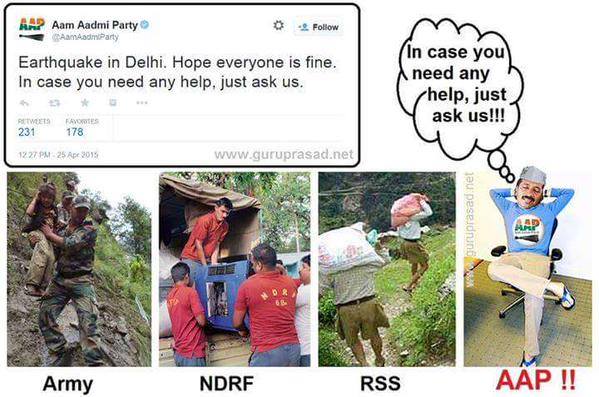 AAP Aam Aadmi Party
@AamAadmiParty
Follow
Earthquake in Delhi. Hope everyone is fine.
In case you need any help, just ask us.
RETWEETS FAVORITES
231 178
12:27 PM - 25 Apr 2015
www.guruprasad.net
In case you
need any
help, just
ask us!!!
NDRF
www.guruprasad.net
AAP
Army
NDRF
RSS
AAP !!